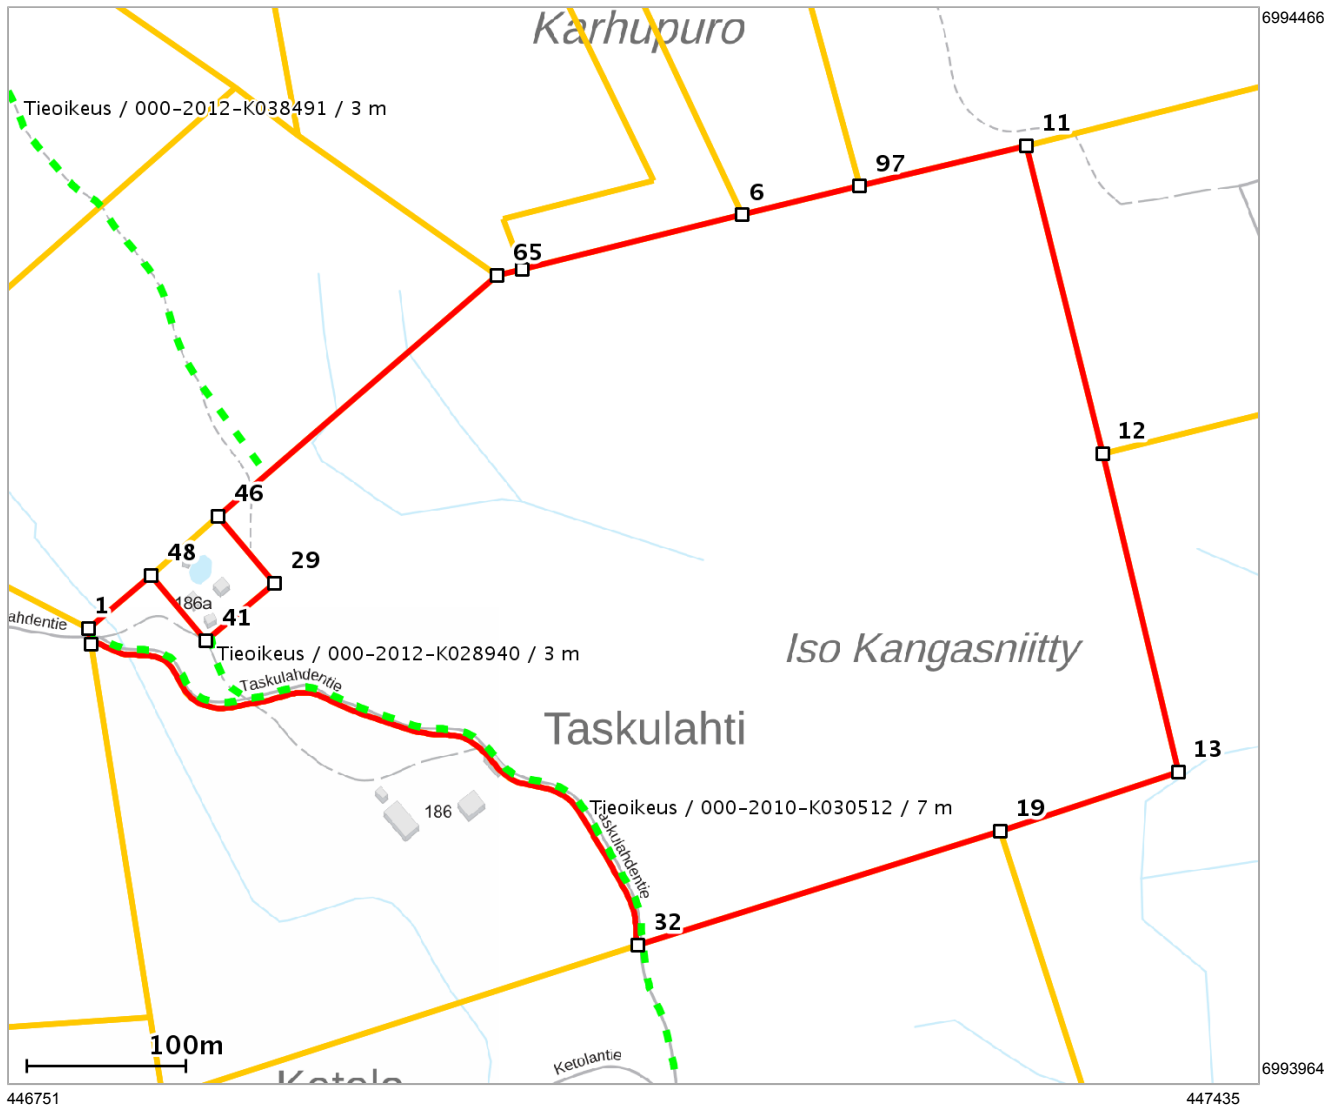 6994466
Karhupuro
Tieoikeus / 000-2012-K038491 / 3 m
11
97
6
65
12
46
48
29
1
186a
41
ahdentie
Tieoikeus / 000-2012-K028940 / 3 m
Iso Kangasniitty
Taskulahdentie
Taskulahti
13
186
Tieoikeus / 000-2010-K030512 / 7 m
19
Taskulahdentie
32
100m
Ketolantie
Ketola
6993964
446751
447435